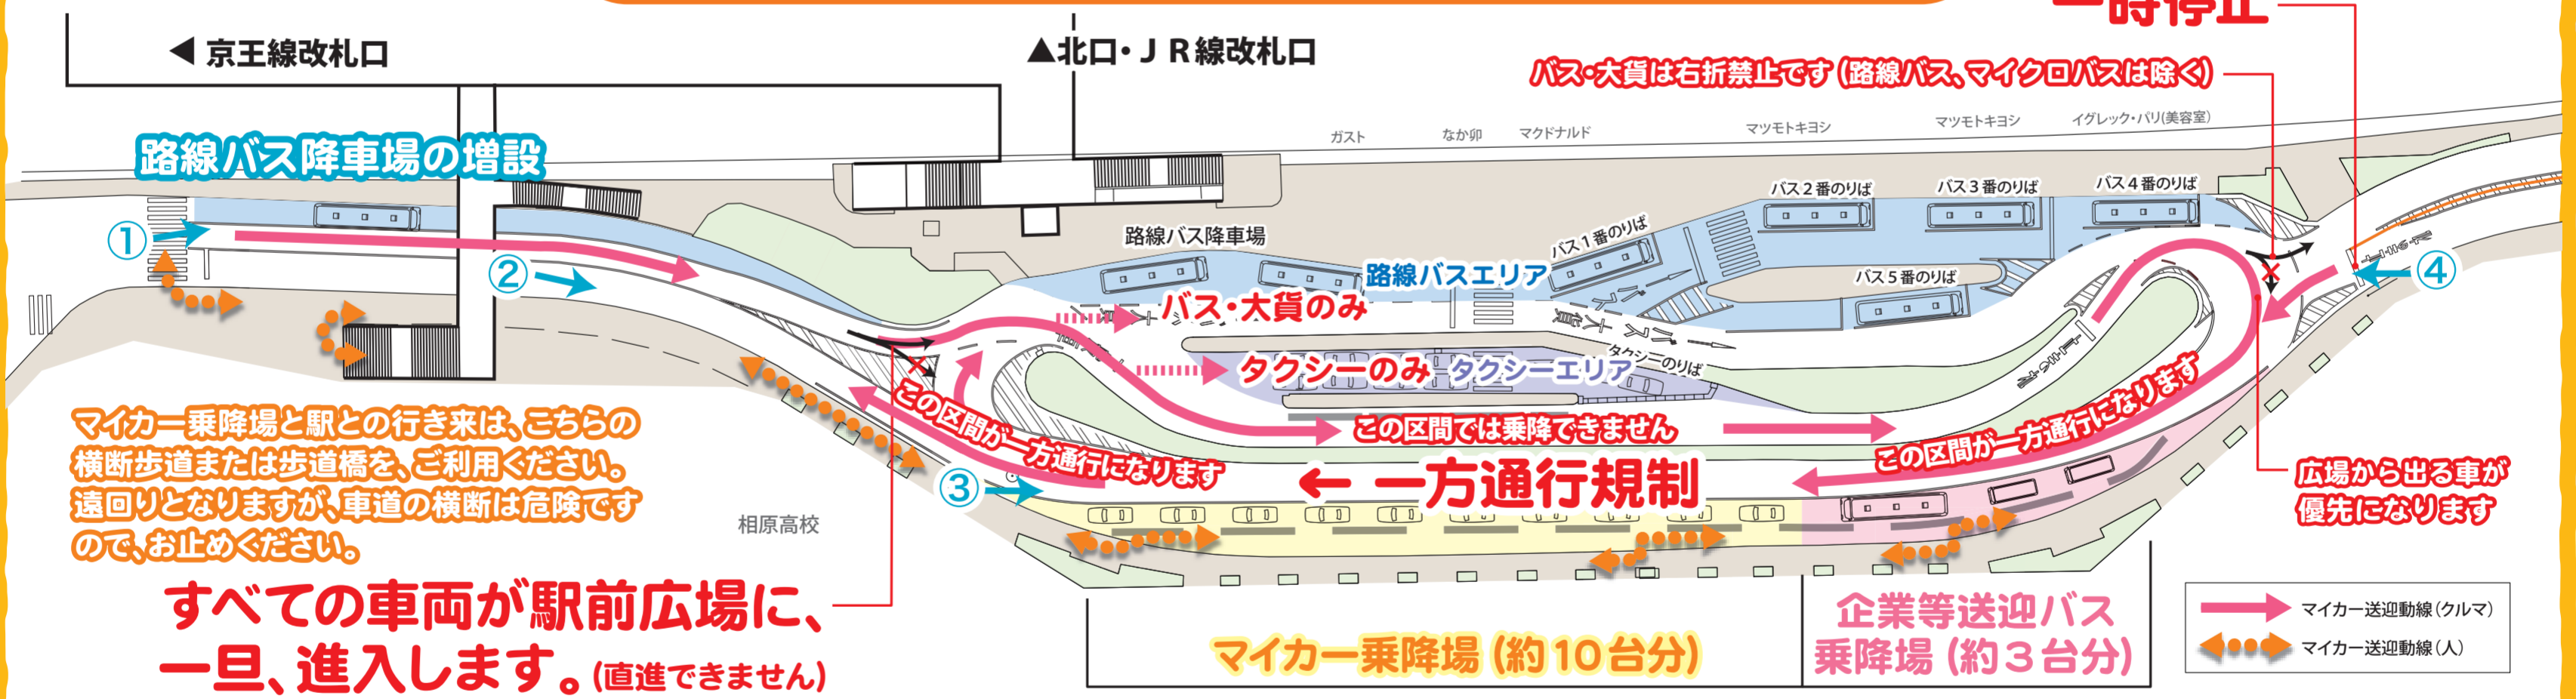 一時停止
◀ 京王線改札口
▲北口・ＪＲ線改札口
バス・大貨は右折禁止です（路線バス、マイクロバスは除く）
ガスト
なか卯
マクドナルド
マツモトキヨシ
マツモトキヨシ
イグレック・パリ(美容室)
路線バス降車場の増設
バス２番のりば
バス３番のりば
バス４番のりば
①
路線バス降車場
バス１番のりば
②
路線バスエリア
バス５番のりば
④
バス・大貨のみ
タクシーのみ
タクシーエリア
タクシーのりば
この区間が一方通行になります
この区間では乗降できません
この区間が一方通行になります
マイカー乗降場と駅との行き来は、こちらの
横断歩道または歩道橋を、ご利用ください。
遠回りとなりますが、車道の横断は危険です
ので、お止めください。
③
← 一方通行規制
広場から出る車が
優先になります
相原高校
すべての車両が駅前広場に、
一旦、進入します。(直進できません)
マイカー乗降場（約10台分）
企業等送迎バス
乗降場（約３台分）
マイカー送迎動線（クルマ）
マイカー送迎動線（人）